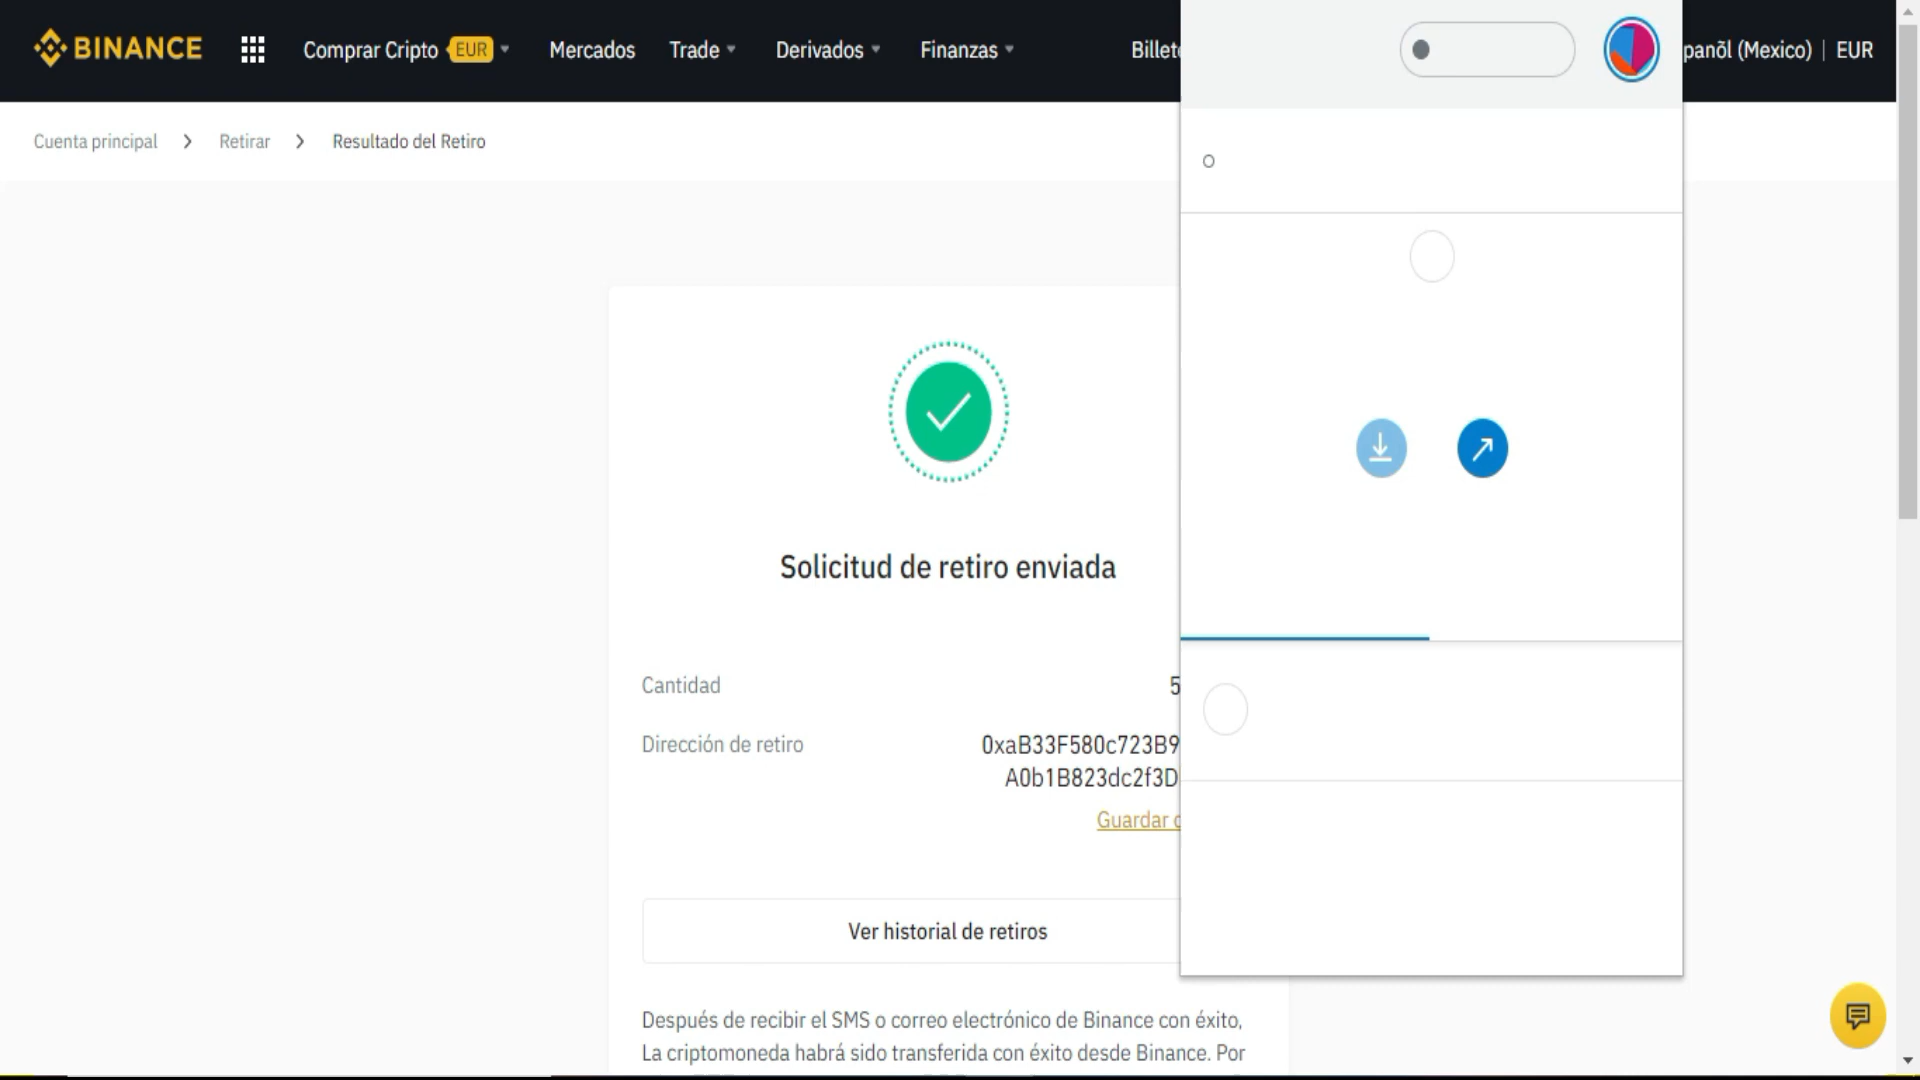 BINANCE Comprar Cripto EUR Mercados Trade Derivados Finanzas panõl (Mexico) | EUR
Cuenta principal > Retirar > Resultado del Retiro
Solicitud de retiro enviada
Cantidad 5
Dirección de retiro 0xaB33F580c723B9
A0b1B823dc2f3D
Guardar
Ver historial de retiros
Después de recibir el SMS o correo electrónico de Binance con éxito,
La criptomoneda habrá sido transferida con éxito desde Binance. Por